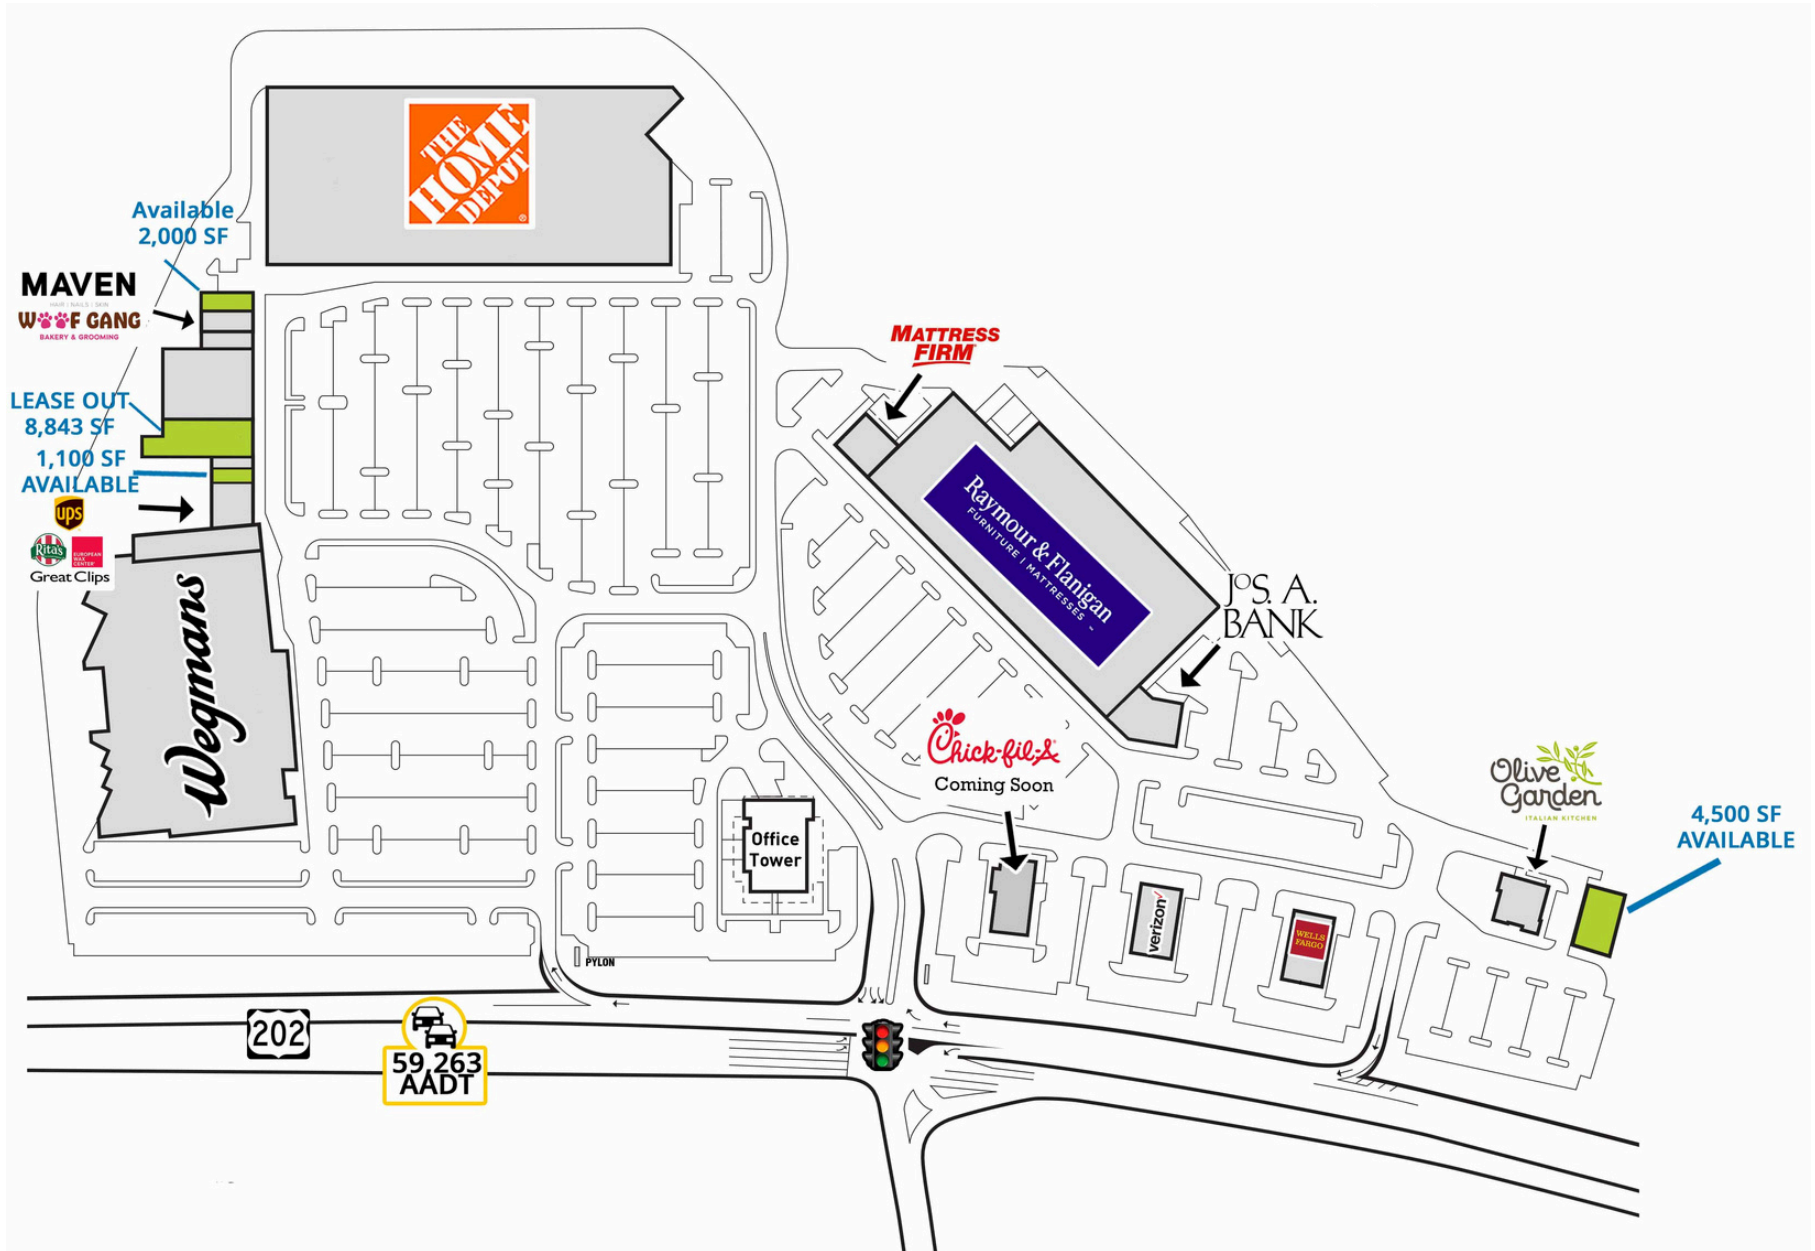 THE
HOME
DEPOT
®
Available
2,000 SF
MAVEN
HAIR | NAILS | SKIN
WOOF GANG
BAKERY & GROOMING
LEASE OUT
8,843 SF
1,100 SF
AVAILABLE
ups
Rita's
EUROPEAN
WAX
CENTER
Great Clips
Wegmans
MATTRESS
FIRM
Raymour & Flanigan
FURNITURE | MATTRESSES
JOS. A.
BANK
Chick-fil-A
Coming Soon
Olive
Garden
ITALIAN KITCHEN
4,500 SF
AVAILABLE
Office
Tower
verizon
WELLS
FARGO
PYLON
202
59,263
AADT